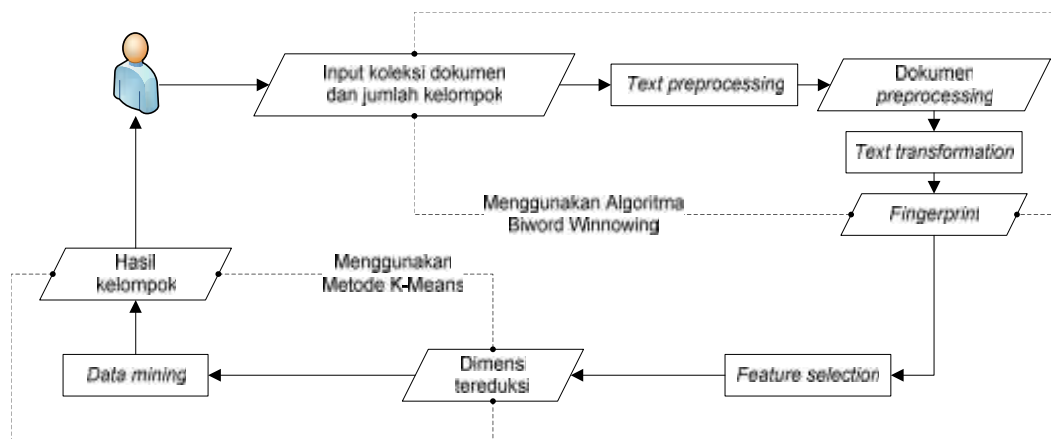 Input koleksi dokumen
dan jumlah kelompok
Text preprocessing
Dokumen
preprocessing
Text transformation
Fingerprint
Menggunakan Algoritma
Biword Winnowing
Hasil
kelompok
Menggunakan
Metode K-Means
Data mining
Dimensi
tereduksi
Feature selection